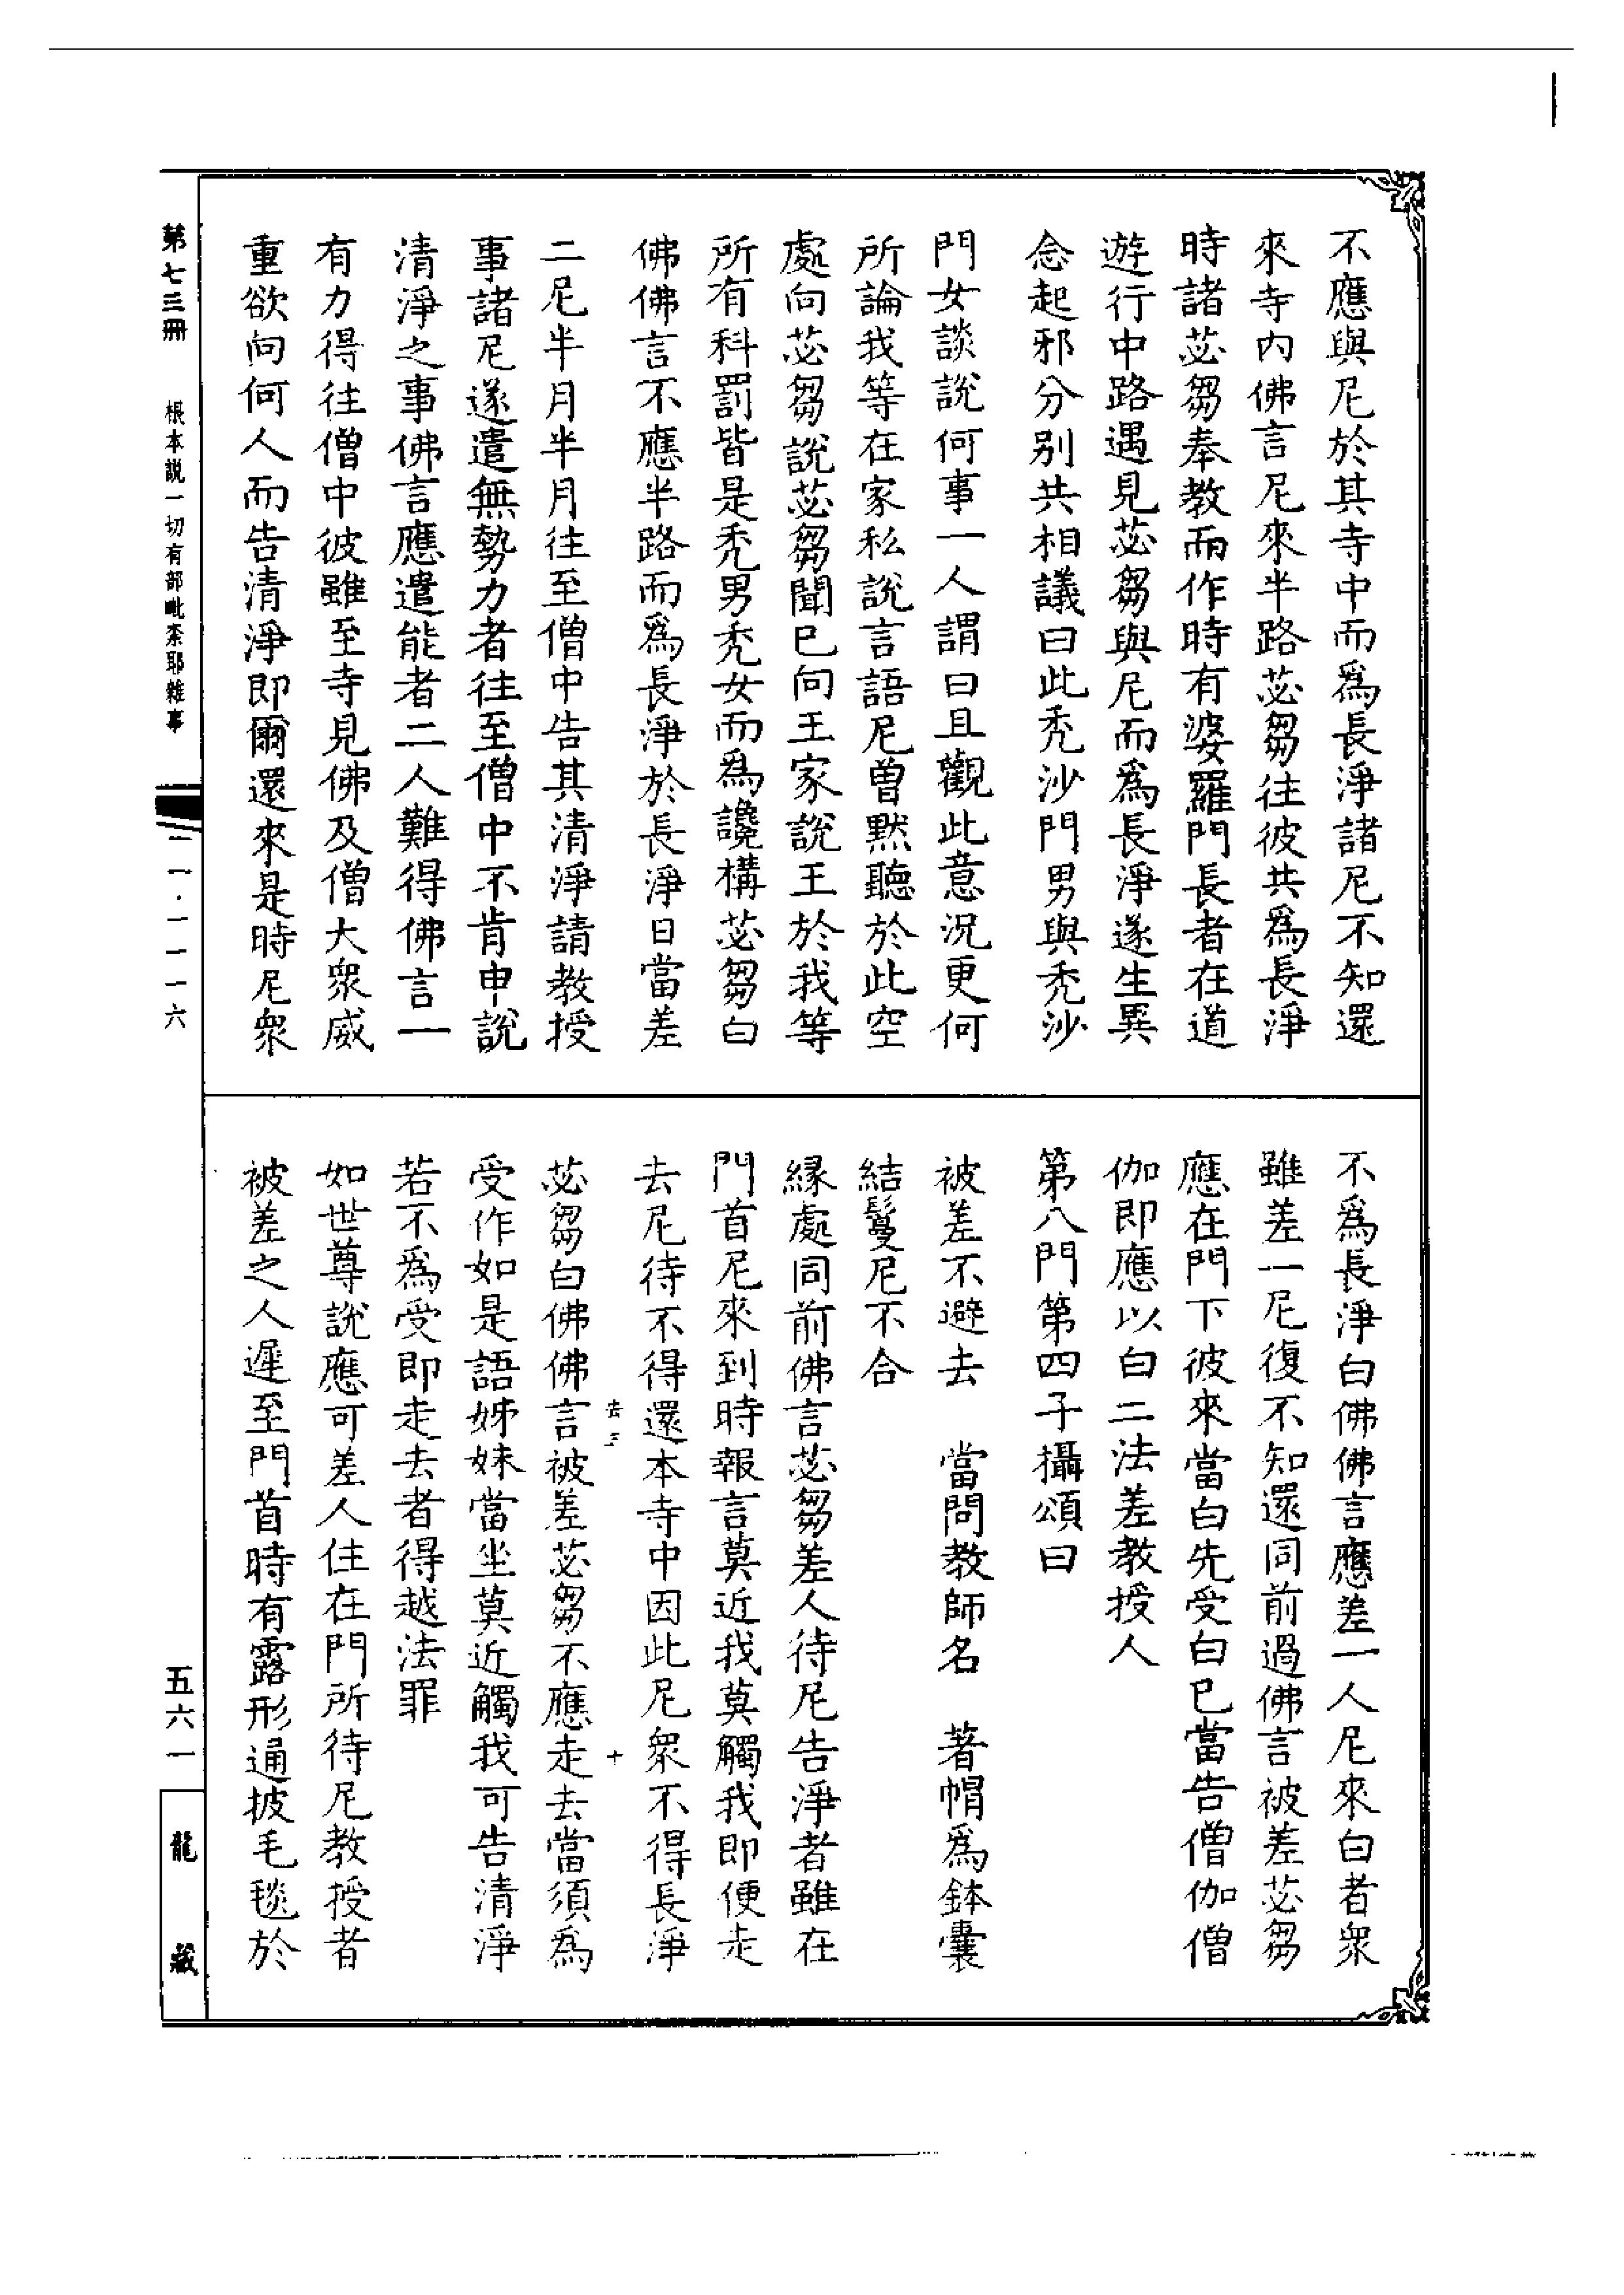 不應與尼於其寺中而爲長淨諸尼不知還
來寺內佛言尼來半路苾芻往彼共爲長淨
時諸苾芻奉教而作時有婆羅門長者在道
遊行中路遇見苾芻與尼而爲長淨遂生異
念起邪分别共相議曰此禿沙門男與禿沙
門女談說何事一人謂曰且觀此意況更何
所論我等在家私說言語尼曾默聽於此空
處向苾芻說苾芻聞已向王家說王於我等
所有科罰皆是禿男禿女而爲讒構苾芻白
佛佛言不應半路而爲長淨於長淨日當差
二尼半月半月往至僧中告其清淨請教授
事諸尼遂遣無勢力者往至僧中不肯申說
清淨之事佛言應遣能者二人難得佛言一
有力得往僧中彼雖至寺見佛及僧大衆威
重欲向何人而告清淨即爾還來是時尼衆
不爲長淨白佛佛言應差一人尼來白者衆
雖差一尼復不知還同前過佛言被差苾芻
應在門下彼來當白先受白已當告僧伽僧
伽即應以白二法差教授人
第八門第四子攝頌曰
被差不避去　當問教師名　著帽爲鉢囊
結鬘尼不合
緣處同前佛言苾芻差人待尼告淨者雖在
門首尼來到時報言莫近我莫觸我即便走
去尼待不得還本寺中因此尼衆不得長淨
苾芻白佛佛言被差苾芻不應走去當須爲
受作如是語姊妹當坐莫近觸我可告清淨
若不爲受即走去者得越法罪
如世尊說應可差人住在門所待尼教授者
被差之人遲至門首時有露形通披毛毯於
去三
十
第七三冊
根本説一切有部毗奈耶雜事
二一·一一一六
五六一
龍藏